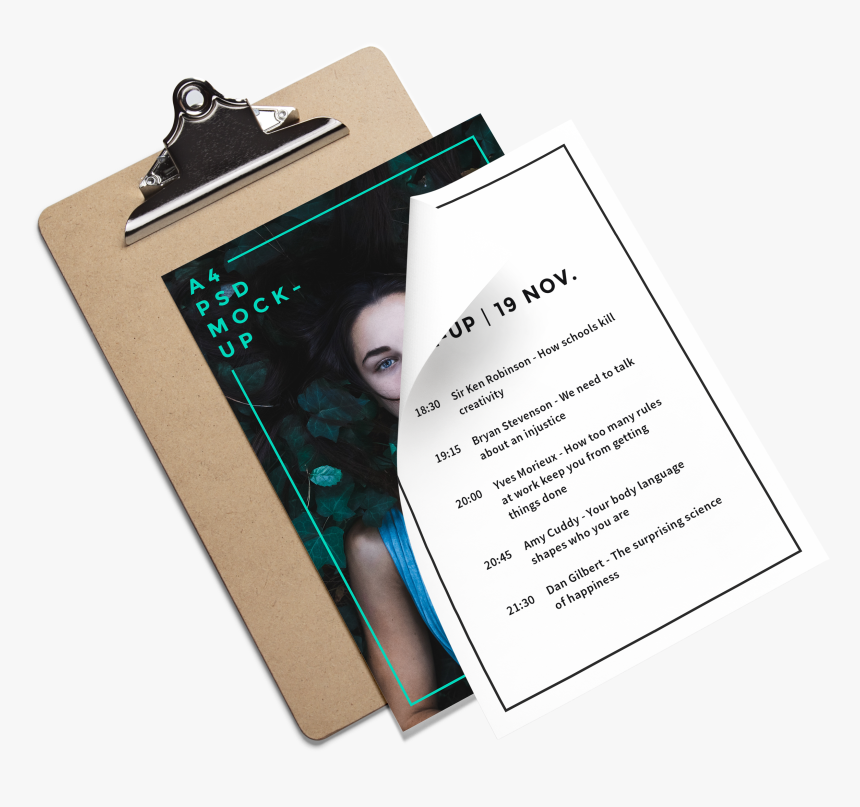 A4
PSD
MOCK-
UP
-UP | 19 NOV.
18:30 Sir Ken Robinson - How schools kill
creativity
19:15 Bryan Stevenson - We need to talk
about an injustice
20:00 Yves Morieux - How too many rules
at work keep you from getting
things done
20:45 Amy Cuddy - Your body language
shapes who you are
21:30 Dan Gilbert - The surprising science
of happiness